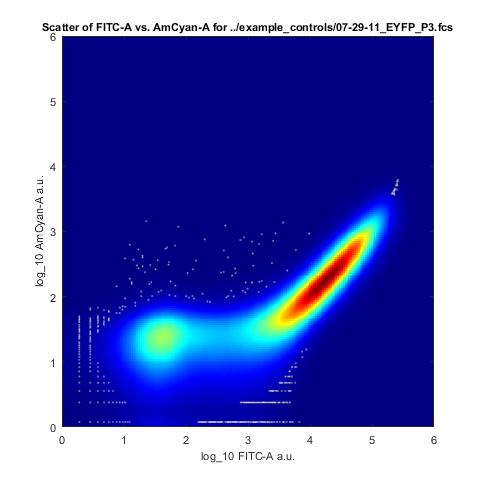 Scatter of FITC-A vs. AmCyan-A for ../example_controls/07-29-11_EYFP_P3.fcs
6
5
4
3
2
1
0
log_10 AmCyan-A a.u.
0 1 2 3 4 5 6
log_10 FITC-A a.u.